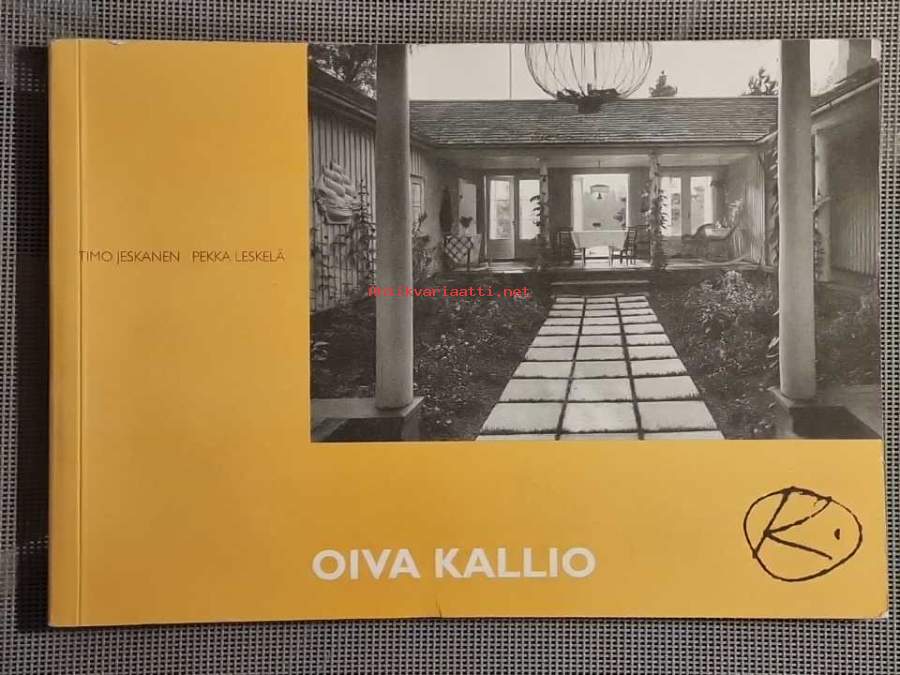 TIMO JESKANEN PEKKA LESKELÄ
Antikvariaatti.net
OIVA KALLIO
K.